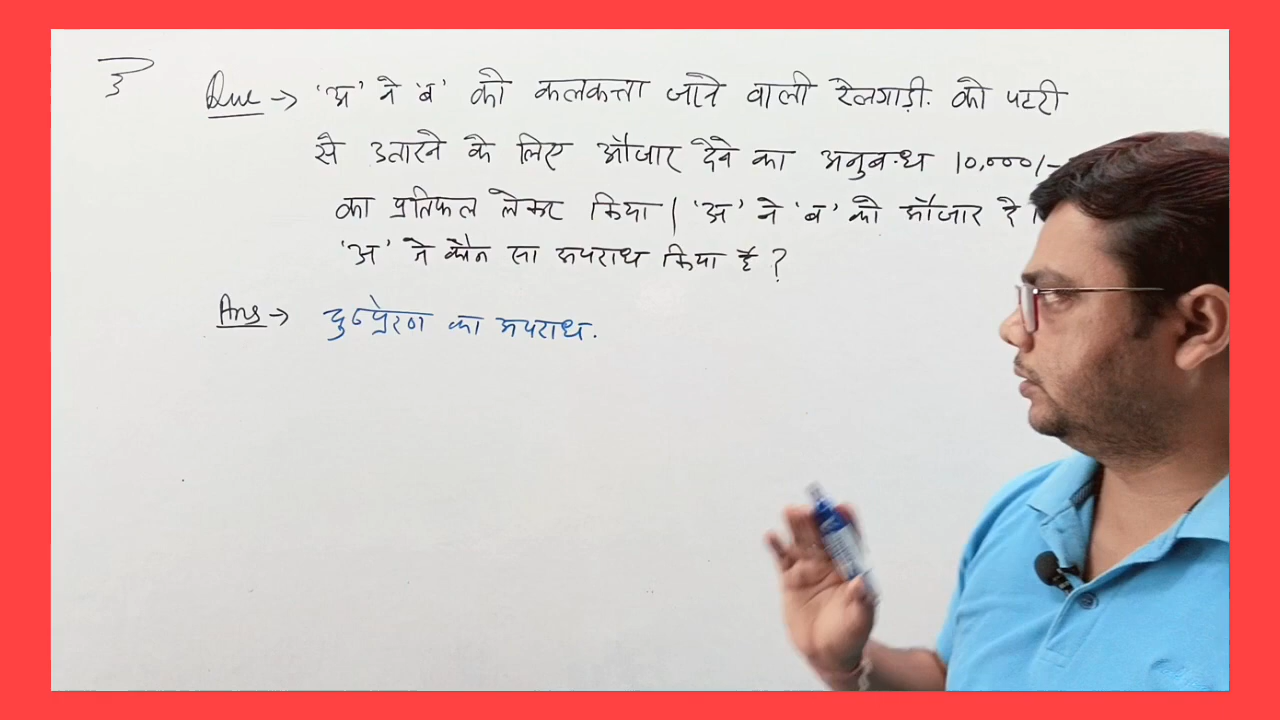 3
Que → 'अ' ने 'ब' को कलकत्ता जाने वाली रेलगाड़ी. को पटरी
से उतारने के लिए औजार देने का अनुबन्ध 10,000/-
का प्रतिफल लेकर किया | 'अ' ने 'ब' को औजार दे
'अ' ने कौन सा अपराध किया है ?
Ans → दुष्प्रेरण का अपराध.